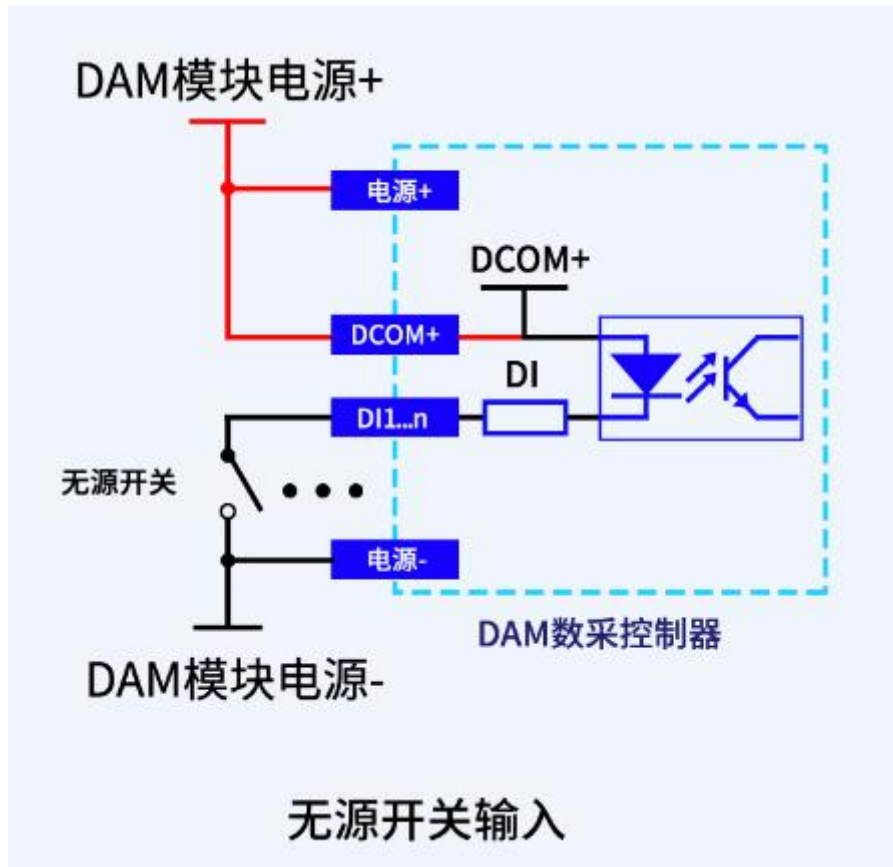 DAM模块电源+
电源+
DCOM+
DCOM+
DI
DI1...n
无源开关
电源-
DAM数采控制器
DAM模块电源-
无源开关输入